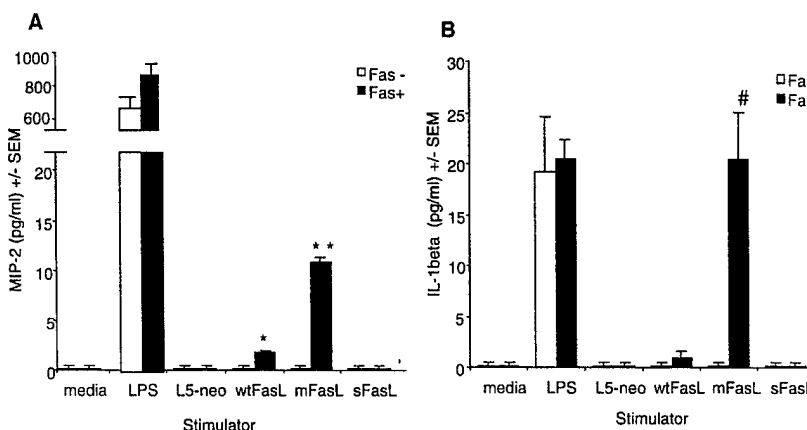 A
MIP-2 (pg/ml) +/- SEM
1000
800
600
20
15
10
5
0
Fas -
Fas+
*
* *
media LPS L5-neo wtFasL mFasL sFasL
Stimulator
B
IL-1beta (pg/ml) +/- SEM
30
25
20
15
10
5
0
Fa
Fa
#
media LPS L5-neo wtFasL mFasL sFasL
Stimulator